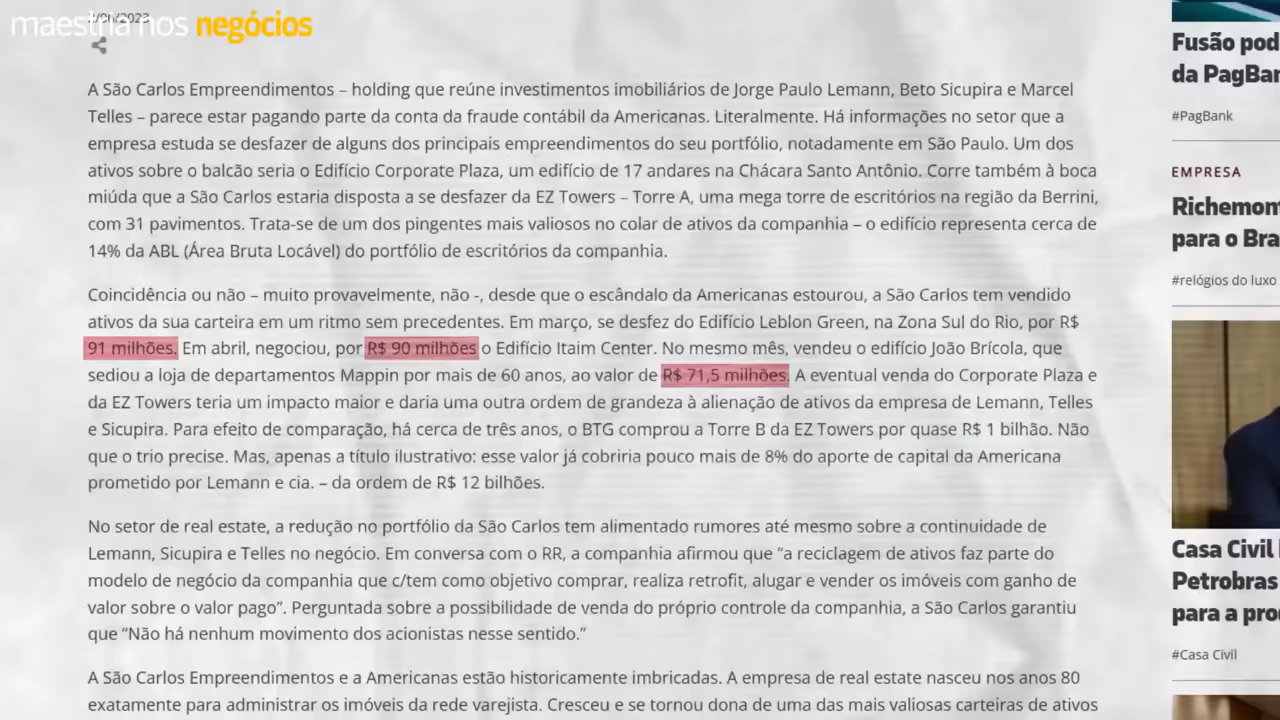 maestria nos negócios
A São Carlos Empreendimentos – holding que reúne investimentos imobiliários de Jorge Paulo Lemann, Beto Sicupira e Marcel
Telles – parece estar pagando parte da conta da fraude contábil da Americanas. Literalmente. Há informações no setor que a
empresa estuda se desfazer de alguns dos principais empreendimentos do seu portfólio, notadamente em São Paulo. Um dos
ativos sobre o balcão seria o Edifício Corporate Plaza, um edifício de 17 andares na Chácara Santo Antônio. Corre também à boca
miúda que a São Carlos estaria disposta a se desfazer da EZ Towers – Torre A, uma mega torre de escritórios na região da Berrini,
com 31 pavimentos. Trata-se de um dos pingentes mais valiosos no colar de ativos da companhia – o edifício representa cerca de
14% da ABL (Área Bruta Locável) do portfólio de escritórios da companhia.
Coincidência ou não – muito provavelmente, não -, desde que o escândalo da Americanas estourou, a São Carlos tem vendido
ativos da sua carteira em um ritmo sem precedentes. Em março, se desfez do Edifício Leblon Green, na Zona Sul do Rio, por R$
91 milhões. Em abril, negociou, por R$ 90 milhões o Edifício Itaim Center. No mesmo mês, vendeu o edifício João Brícola, que
sediou a loja de departamentos Mappin por mais de 60 anos, ao valor de R$ 71,5 milhões. A eventual venda do Corporate Plaza e
da EZ Towers teria um impacto maior e daria uma outra ordem de grandeza à alienação de ativos da empresa de Lemann, Telles
e Sicupira. Para efeito de comparação, há cerca de três anos, o BTG comprou a Torre B da EZ Towers por quase R$ 1 bilhão. Não
que o trio precise. Mas, apenas a título ilustrativo: esse valor já cobriria pouco mais de 8% do aporte de capital da Americana
prometido por Lemann e cia. – da ordem de R$ 12 bilhões.
No setor de real estate, a redução no portfólio da São Carlos tem alimentado rumores até mesmo sobre a continuidade de
Lemann, Sicupira e Telles no negócio. Em conversa com o RR, a companhia afirmou que “a reciclagem de ativos faz parte do
modelo de negócio da companhia que c/tem como objetivo comprar, realiza retrofit, alugar e vender os imóveis com ganho de
valor sobre o valor pago”. Perguntada sobre a possibilidade de venda do próprio controle da companhia, a São Carlos garantiu
que “Não há nenhum movimento dos acionistas nesse sentido.”
A São Carlos Empreendimentos e a Americanas estão historicamente imbricadas. A empresa de real estate nasceu nos anos 80
exatamente para administrar os imóveis da rede varejista. Cresceu e se tornou dona de uma das mais valiosas carteiras de ativos
Fusão pod
da PagBan
#PagBank
EMPRESA
Richemon
para o Bra
#relógios do luxo
Casa Civil
Petrobras
para a pro
#Casa Civil